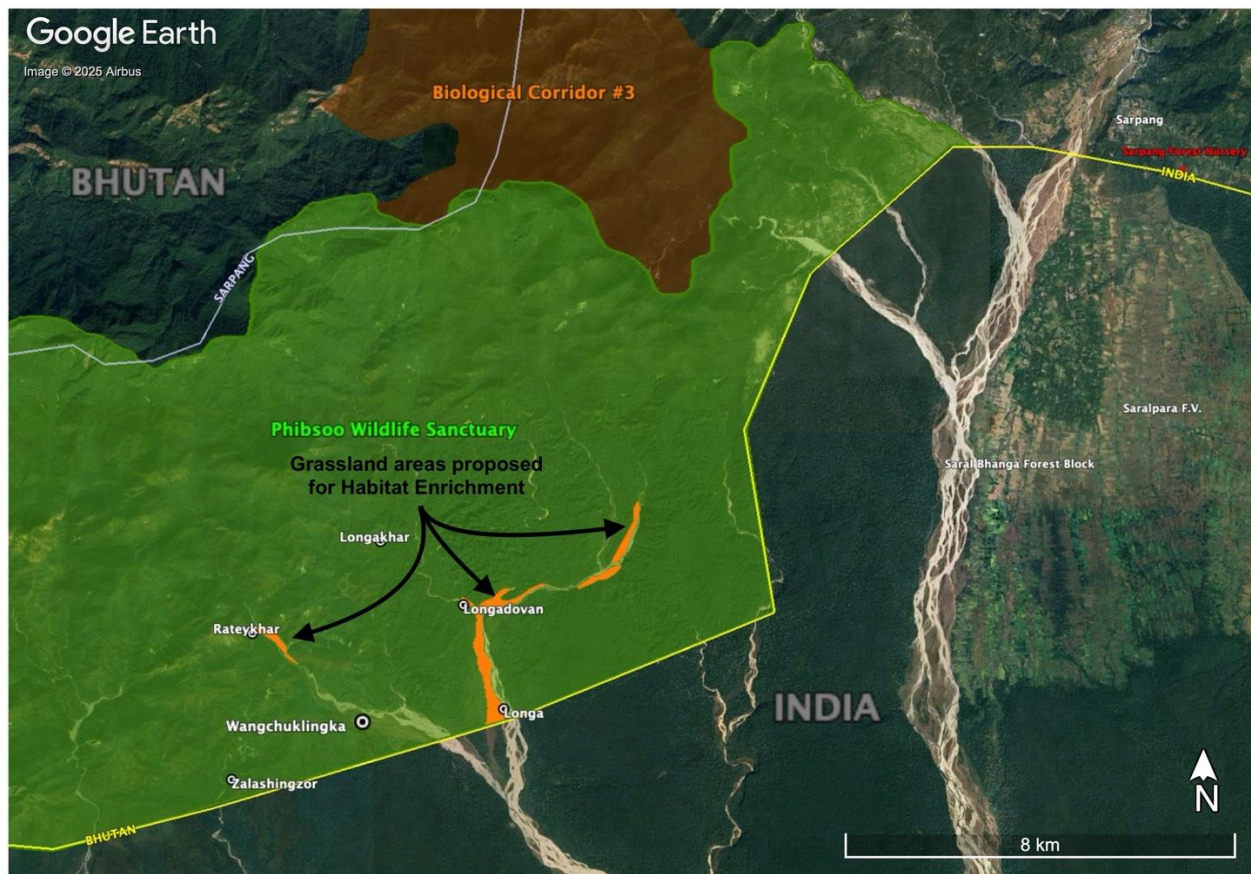 Google Earth
Image © 2025 Airbus
Biological Corridor #3
BHUTAN
Sarpang
Sarpang Forest Nursery
INDIA
SARPANG
Saralpara F.V.
Phibsoo Wildlife Sanctuary
Grassland areas proposed
for Habitat Enrichment
Saral Bhanga Forest Block
Longakhar
Longadovan
Rateykhar
INDIA
Longa
Wangchuklingka
Zalashingzor
N
BHUTAN
8 km